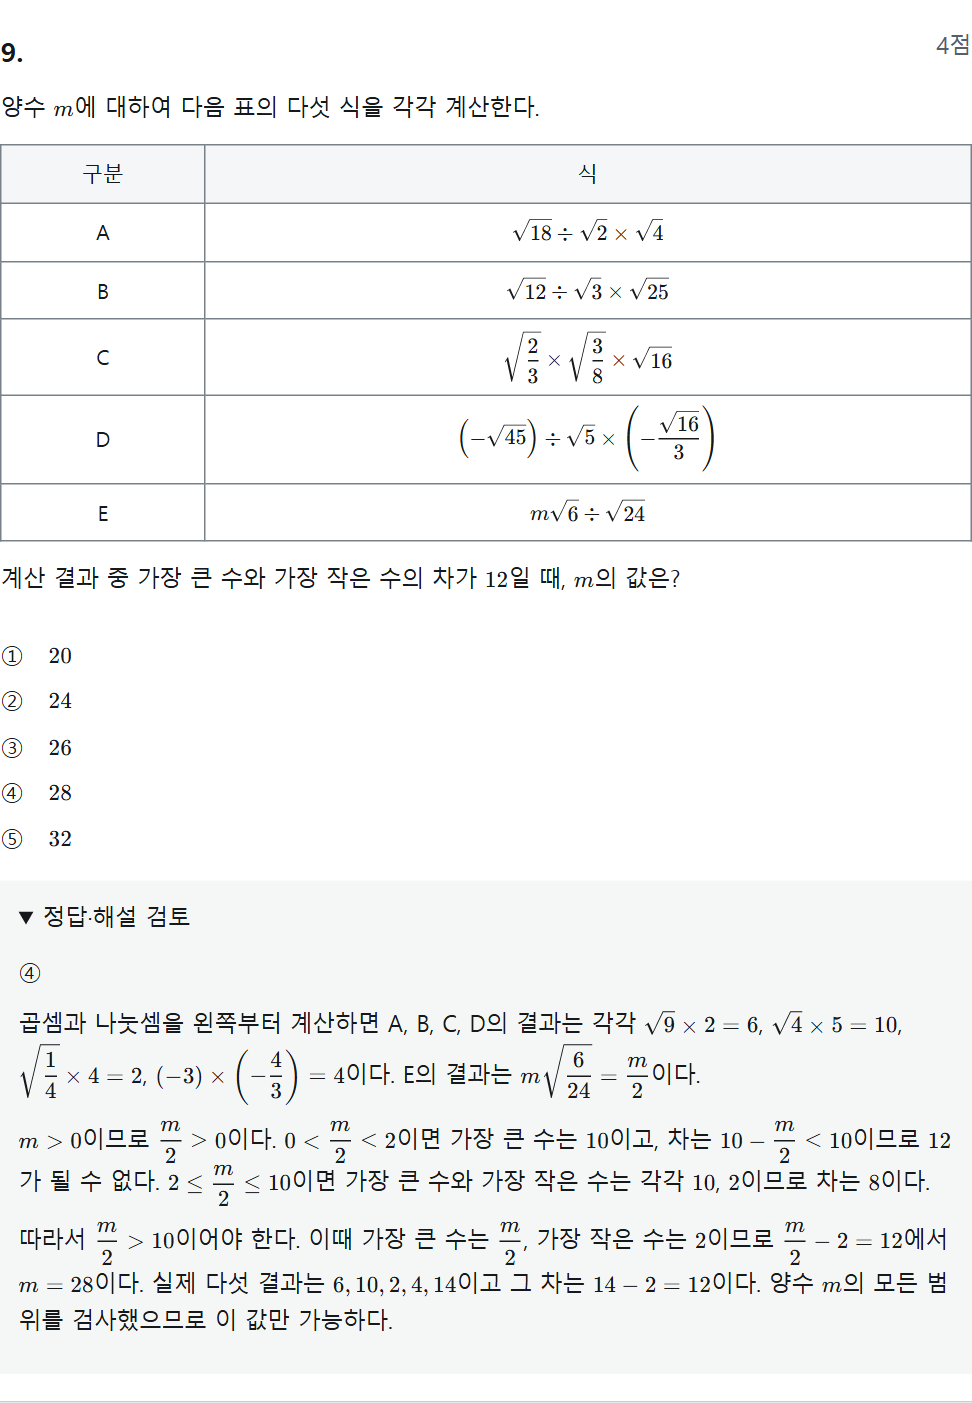 9.
4점
양수 m에 대하여 다음 표의 다섯 식을 각각 계산한다.
구분 식
A √18 ÷ √2 × √4
B √12 ÷ √3 × √25
C √(2/3) × √(3/8) × √16
D (−√45) ÷ √5 × (−√16/3)
E m√6 ÷ √24
계산 결과 중 가장 큰 수와 가장 작은 수의 차가 12일 때, m의 값은?
① 20
② 24
③ 26
④ 28
⑤ 32
▼ 정답·해설 검토
④
곱셈과 나눗셈을 왼쪽부터 계산하면 A, B, C, D의 결과는 각각 √9 × 2 = 6, √4 × 5 = 10,
√(1/4) × 4 = 2, (−3) × (−4/3) = 4이다. E의 결과는 m√(6/24) = m/2이다.
m > 0이므로 m/2 > 0이다. 0 < m/2 < 2이면 가장 큰 수는 10이고, 차는 10 − m/2 < 10이므로 12
가 될 수 없다. 2 ≤ m/2 ≤ 10이면 가장 큰 수와 가장 작은 수는 각각 10, 2이므로 차는 8이다.
따라서 m/2 > 10이어야 한다. 이때 가장 큰 수는 m/2, 가장 작은 수는 2이므로 m/2 − 2 = 12에서
m = 28이다. 실제 다섯 결과는 6, 10, 2, 4, 14이고 그 차는 14 − 2 = 12이다. 양수 m의 모든 범
위를 검사했으므로 이 값만 가능하다.